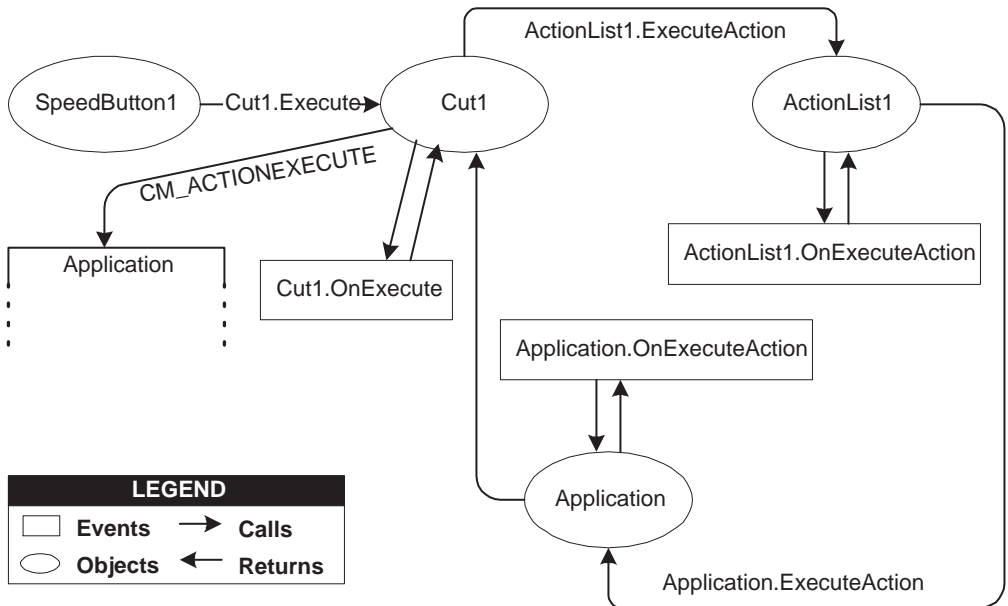 ActionList1.ExecuteAction
SpeedButton1
Cut1.Execute
Cut1
ActionList1
CM_ACTIONEXECUTE
Application
Cut1.OnExecute
ActionList1.OnExecuteAction
Application.OnExecuteAction
LEGEND
Events
Calls
Objects
Returns
Application
Application.ExecuteAction